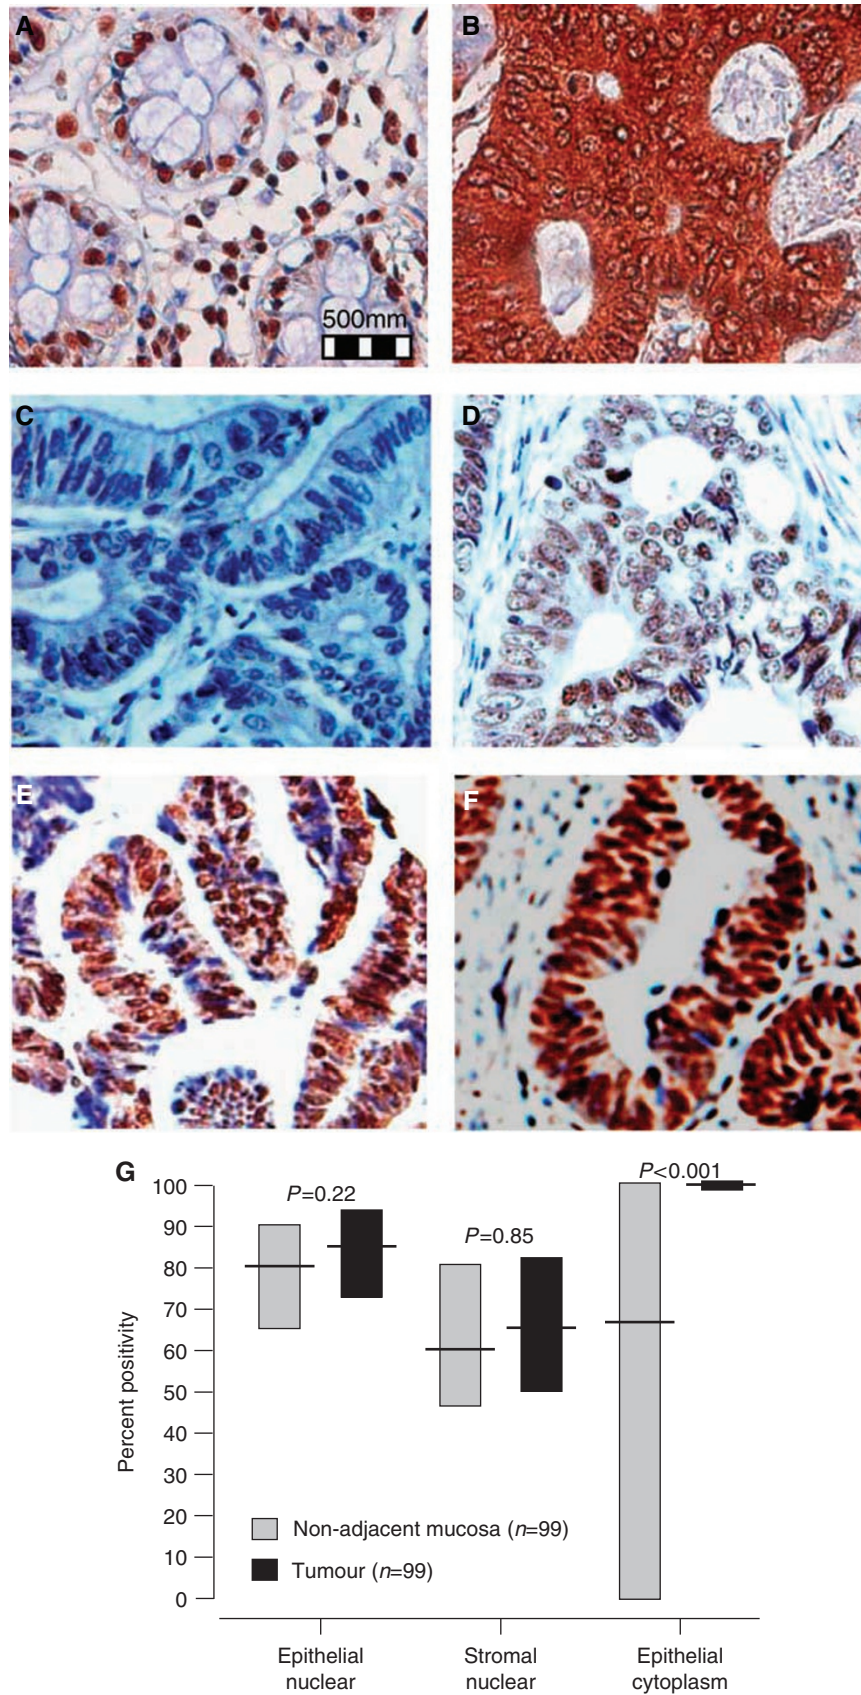 A
B
500mm
C
D
E
F
G
P<0.001
100
P=0.22
90
P=0.85
80
70
60
50
40
30
20
10
0
Percent positivity
Non-adjacent mucosa (n=99)
Tumour (n=99)
Epithelial
nuclear
Stromal
nuclear
Epithelial
cytoplasm